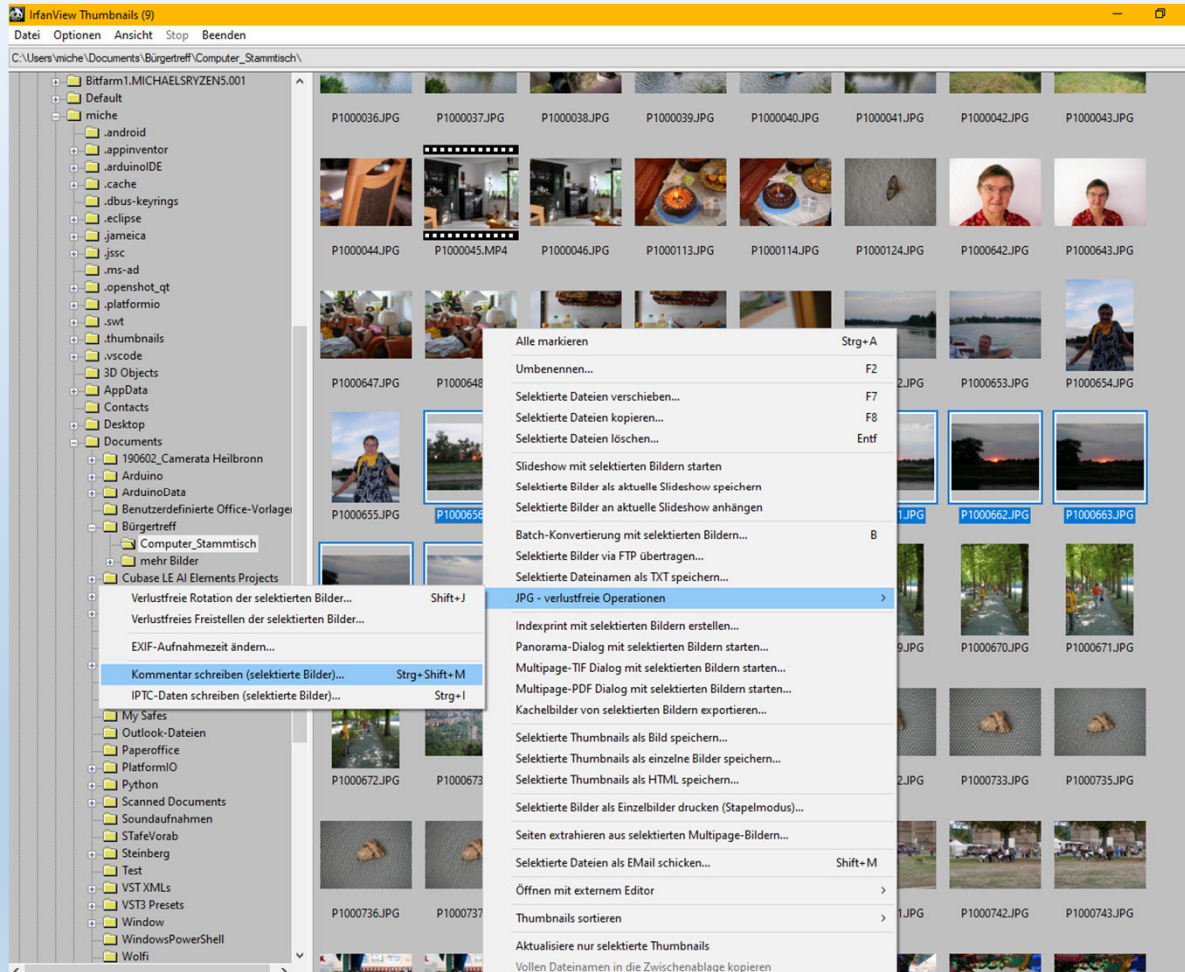 IrfanView Thumbnails (9)
Datei Optionen Ansicht Stop Beenden
C:\Users\miche\Documents\Bürgertreff\Computer_Stammtisch\
Bitfarm1.MICHAELSRYZEN5.001
Default
miche
.android
.appinventor
.arduinoIDE
.cache
.dbus-keyrings
.eclipse
.jameica
.jssc
.ms-ad
.openshot_qt
.platformio
.swt
.thumbnails
.vscode
3D Objects
AppData
Contacts
Desktop
Documents
190602_Camerata Heilbronn
Arduino
ArduinoData
Benutzerdefinierte Office-Vorlagen
Bürgertreff
Computer_Stammtisch
mehr Bilder
Cubase LE AI Elements Projects
My Safes
Outlook-Dateien
Paperoffice
PlatformIO
Python
Scanned Documents
Soundaufnahmen
STafeVorab
Steinberg
Test
VST XMLs
VST3 Presets
Window
WindowsPowerShell
Wolfi
P1000036.JPG P1000037.JPG P1000038.JPG P1000039.JPG P1000040.JPG P1000041.JPG P1000042.JPG P1000043.JPG
P1000044.JPG P1000045.MP4 P1000046.JPG P1000113.JPG P1000114.JPG P1000124.JPG P1000642.JPG P1000643.JPG
P1000647.JPG P1000648 2.JPG P1000653.JPG P1000654.JPG
P1000655.JPG P1000656 1.JPG P1000662.JPG P1000663.JPG
9.JPG P1000670.JPG P1000671.JPG
P1000672.JPG P1000673 2.JPG P1000733.JPG P1000735.JPG
P1000736.JPG P1000737 1.JPG P1000742.JPG P1000743.JPG
Alle markieren Strg+A
Umbenennen... F2
Selektierte Dateien verschieben... F7
Selektierte Dateien kopieren... F8
Selektierte Dateien löschen... Entf
Slideshow mit selektierten Bildern starten
Selektierte Bilder als aktuelle Slideshow speichern
Selektierte Bilder an aktuelle Slideshow anhängen
Batch-Konvertierung mit selektierten Bildern... B
Selektierte Bilder via FTP übertragen...
Selektierte Dateinamen als TXT speichern...
JPG - verlustfreie Operationen
Indexprint mit selektierten Bildern erstellen...
Panorama-Dialog mit selektierten Bildern starten...
Multipage-TIF Dialog mit selektierten Bildern starten...
Multipage-PDF Dialog mit selektierten Bildern starten...
Kachelbilder von selektierten Bildern exportieren...
Selektierte Thumbnails als Bild speichern...
Selektierte Thumbnails als einzelne Bilder speichern...
Selektierte Thumbnails als HTML speichern...
Selektierte Bilder als Einzelbilder drucken (Stapelmodus)...
Seiten extrahieren aus selektierten Multipage-Bildern...
Selektierte Dateien als EMail schicken... Shift+M
Öffnen mit externem Editor
Thumbnails sortieren
Aktualisiere nur selektierte Thumbnails
Vollen Dateinamen in die Zwischenablage kopieren
Verlustfreie Rotation der selektierten Bilder... Shift+J
Verlustfreies Freistellen der selektierten Bilder...
EXIF-Aufnahmezeit ändern...
Kommentar schreiben (selektierte Bilder)... Strg+Shift+M
IPTC-Daten schreiben (selektierte Bilder)... Strg+I